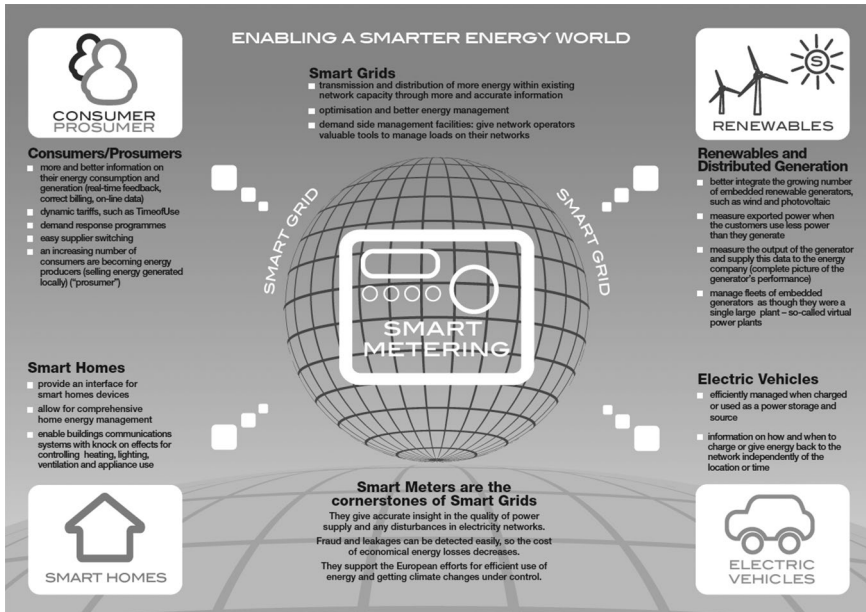 ENABLING A SMARTER ENERGY WORLD
CONSUMER
PROSUMER
Consumers/Prosumers
more and better information on
their energy consumption and
generation (real-time feedback,
correct billing, on-line data)
dynamic tariffs, such as TimeofUse
demand response programmes
easy supplier switching
an increasing number of
consumers are becoming energy
producers (selling energy generated
locally) ("prosumer")
Smart Grids
transmission and distribution of more energy within existing
network capacity through more and accurate information
optimisation and better energy management
demand side management facilities: give network operators
valuable tools to manage loads on their networks
S
RENEWABLES
Renewables and
Distributed Generation
better integrate the growing number
of embedded renewable generators,
such as wind and photovoltaic
measure exported power when
the customers use less power
than they generate
measure the output of the generator
and supply this data to the energy
company (complete picture of the
generator's performance)
manage fleets of embedded
generators as though they were a
single large plant – so-called virtual
power plants
SMART GRID
SMART GRID
SMART
METERING
Smart Homes
provide an interface for
smart homes devices
allow for comprehensive
home energy management
enable buildings communications
systems with knock on effects for
controlling heating, lighting,
ventilation and appliance use
SMART HOMES
Smart Meters are the
cornerstones of Smart Grids
They give accurate insight in the quality of power
supply and any disturbances in electricity networks.
Fraud and leakages can be detected easily, so the cost
of economical energy losses decreases.
They support the European efforts for efficient use of
energy and getting climate changes under control.
Electric Vehicles
efficiently managed when charged
or used as a power storage and
source
information on how and when to
charge or give energy back to the
network independently of the
location or time
ELECTRIC
VEHICLES